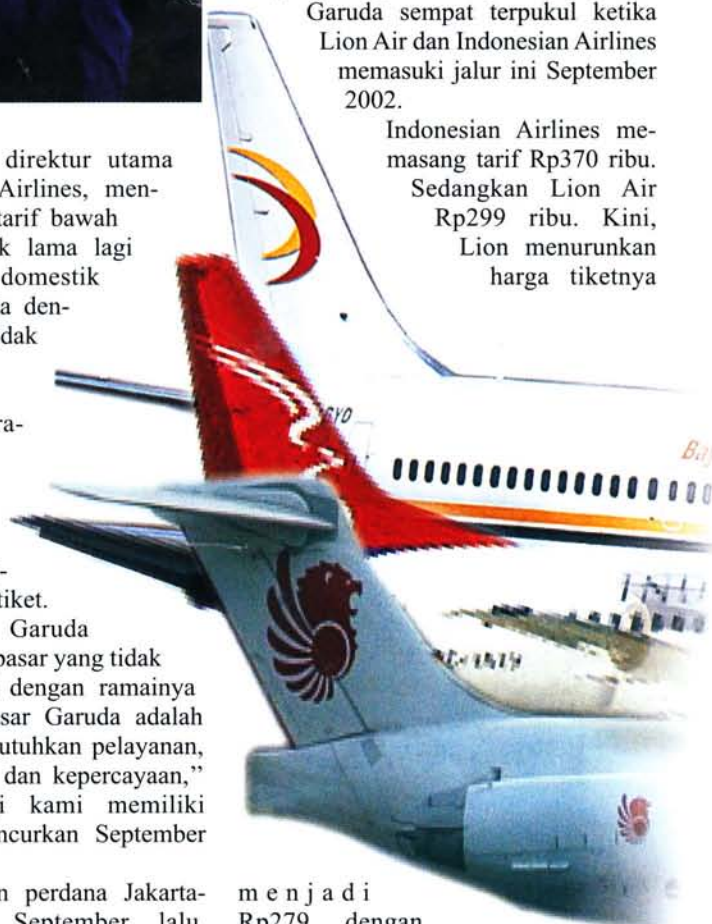 direktur utama
Airlines, men-
tarif bawah
lama lagi
domestik
den-
dak
ra-
tiket.
Garuda
pasar yang tidak
dengan ramainya
sar Garuda adalah
utuhkan pelayanan,
dan kepercayaan,”
i kami memiliki
ncurkan September
n perdana Jakarta-
September lalu
Garuda sempat terpukul ketika
Lion Air dan Indonesian Airlines
memasuki jalur ini September
2002.
Indonesian Airlines me-
masang tarif Rp370 ribu.
Sedangkan Lion Air
Rp299 ribu. Kini,
Lion menurunkan
harga tiketnya
menjadi
Rp279 dengan